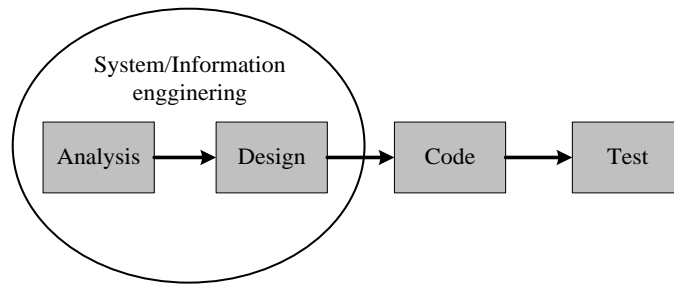 System/Information
engginering
Analysis
Design
Code
Test